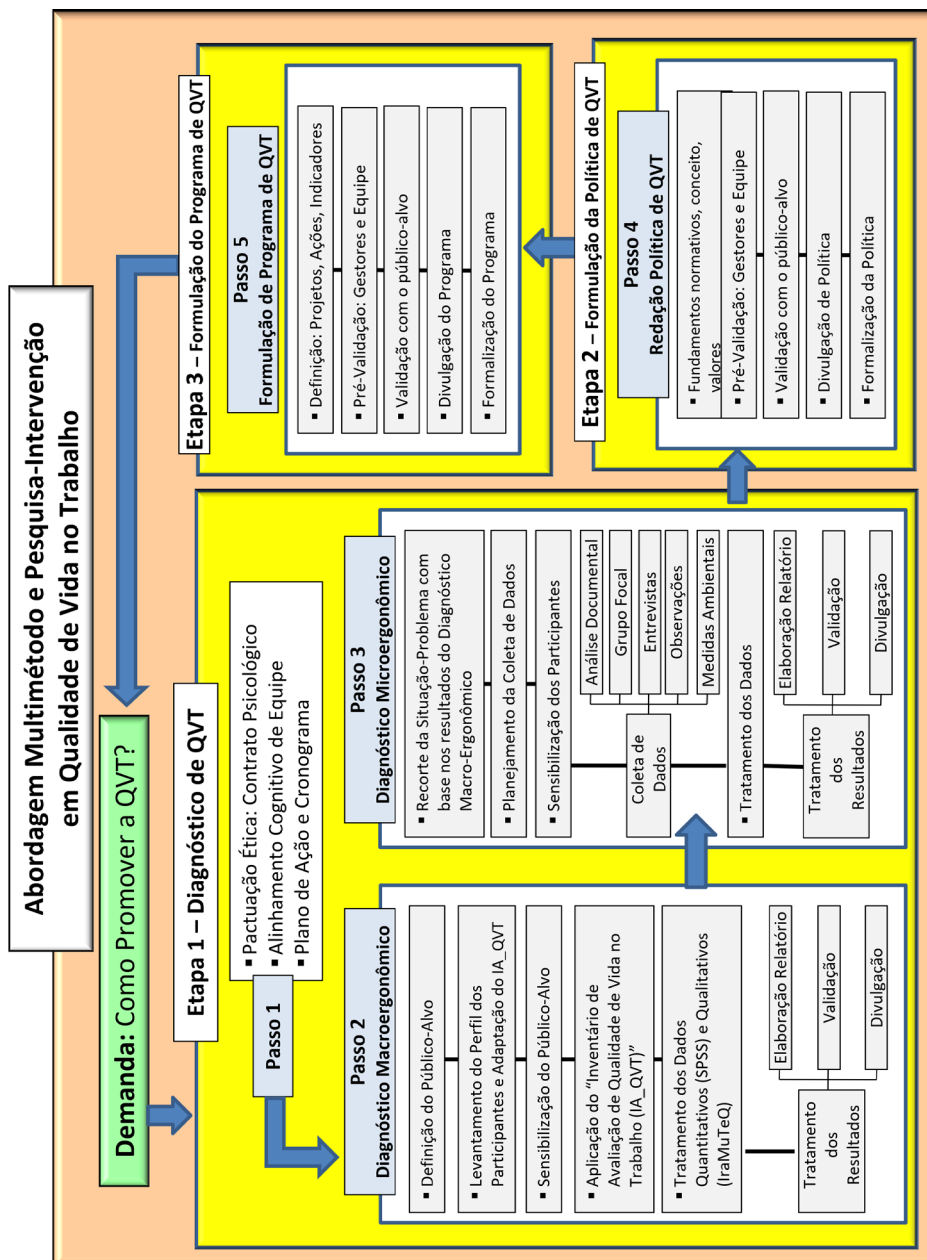 Abordagem Multimétodo e Pesquisa-Intervenção
em Qualidade de Vida no Trabalho
Demanda: Como Promover a QVT?
Etapa 1 – Diagnóstico de QVT
Passo 1
▪ Pactuação Ética: Contrato Psicológico
▪ Alinhamento Cognitivo de Equipe
▪ Plano de Ação e Cronograma
Passo 2
Diagnóstico Macroergonômico
▪ Definição do Público-Alvo
▪ Levantamento do Perfil dos
Participantes e Adaptação do IA_QVT
▪ Sensibilização do Público-Alvo
▪ Aplicação do “Inventário de
Avaliação de Qualidade de Vida no
Trabalho (IA_QVT)”
▪ Tratamento dos Dados
Quantitativos (SPSS) e Qualitativos
(IraMuTeQ)
Tratamento
dos
Resultados
Elaboração Relatório
Validação
Divulgação
Passo 3
Diagnóstico Microergonômico
▪ Recorte da Situação-Problema com
base nos resultados do Diagnóstico
Macro-Ergonômico
▪ Planejamento da Coleta de Dados
▪ Sensibilização dos Participantes
Coleta de
Dados
Análise Documental
Grupo Focal
Entrevistas
Observações
Medidas Ambientais
▪ Tratamento dos Dados
Tratamento
dos
Resultados
Elaboração Relatório
Validação
Divulgação
Etapa 2 – Formulação da Política de QVT
Passo 4
Redação Política de QVT
▪ Fundamentos normativos, conceito,
valores
▪ Pré-Validação: Gestores e Equipe
▪ Validação com o público-alvo
▪ Divulgação de Política
▪ Formalização da Política
Etapa 3 – Formulação do Programa de QVT
Passo 5
Formulação de Programa de QVT
▪ Definição: Projetos, Ações, Indicadores
▪ Pré-Validação: Gestores e Equipe
▪ Validação com o público-alvo
▪ Divulgação do Programa
▪ Formalização do Programa